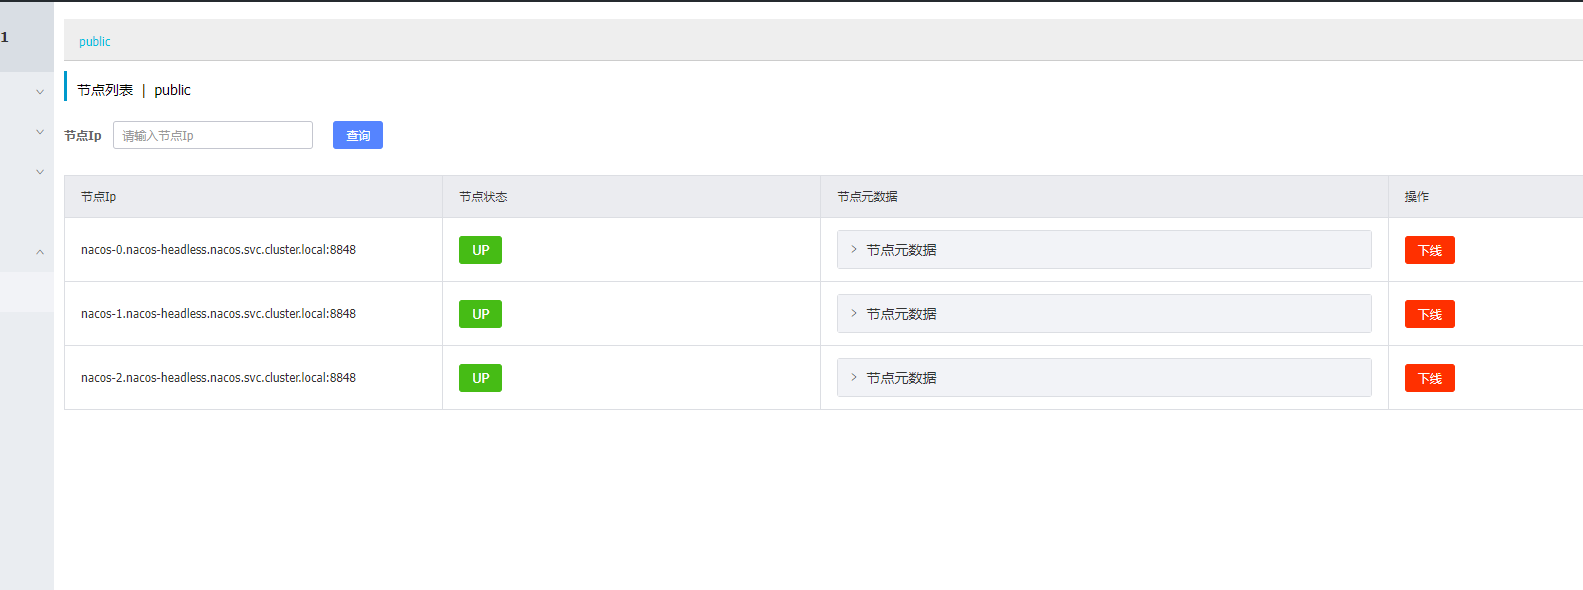 1
public
节点列表 | public
节点Ip 请输入节点Ip 查询
节点Ip 节点状态 节点元数据 操作
nacos-0.nacos-headless.nacos.svc.cluster.local:8848 UP 节点元数据 下线
nacos-1.nacos-headless.nacos.svc.cluster.local:8848 UP 节点元数据 下线
nacos-2.nacos-headless.nacos.svc.cluster.local:8848 UP 节点元数据 下线